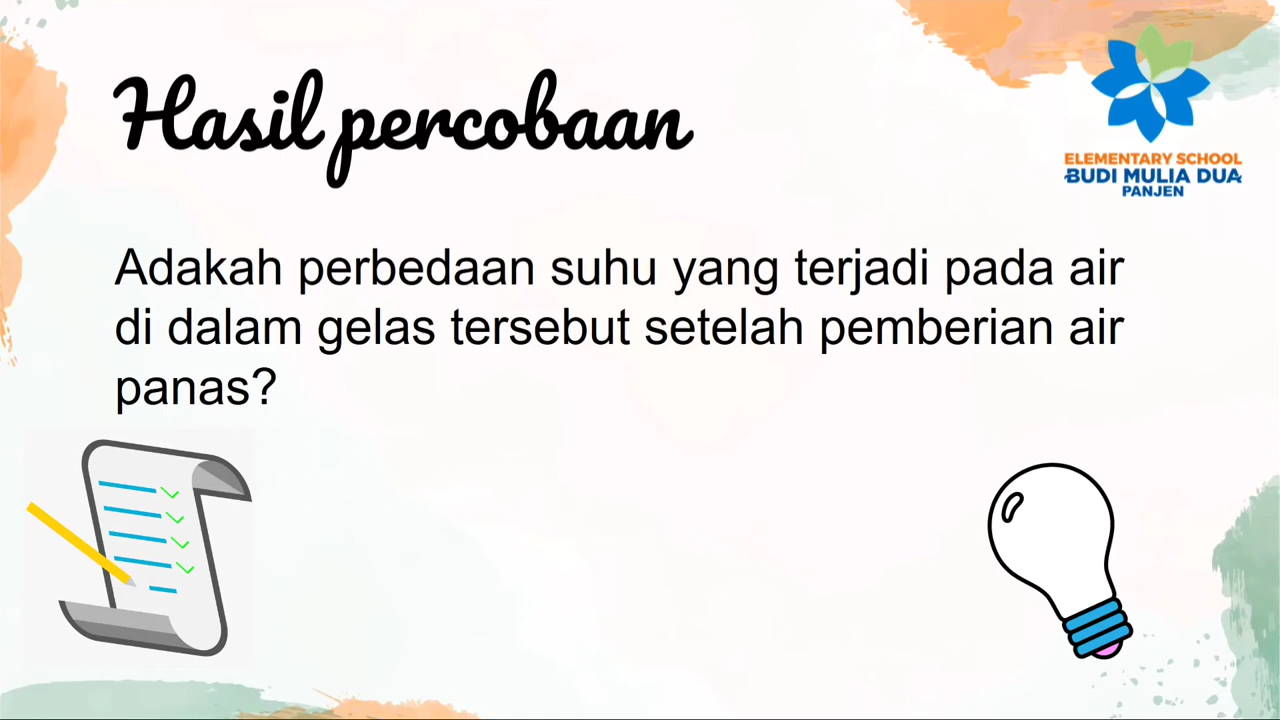 Hasil percobaan
ELEMENTARY SCHOOL
BUDI MULIA DUA
PANJEN
Adakah perbedaan suhu yang terjadi pada air
di dalam gelas tersebut setelah pemberian air
panas?